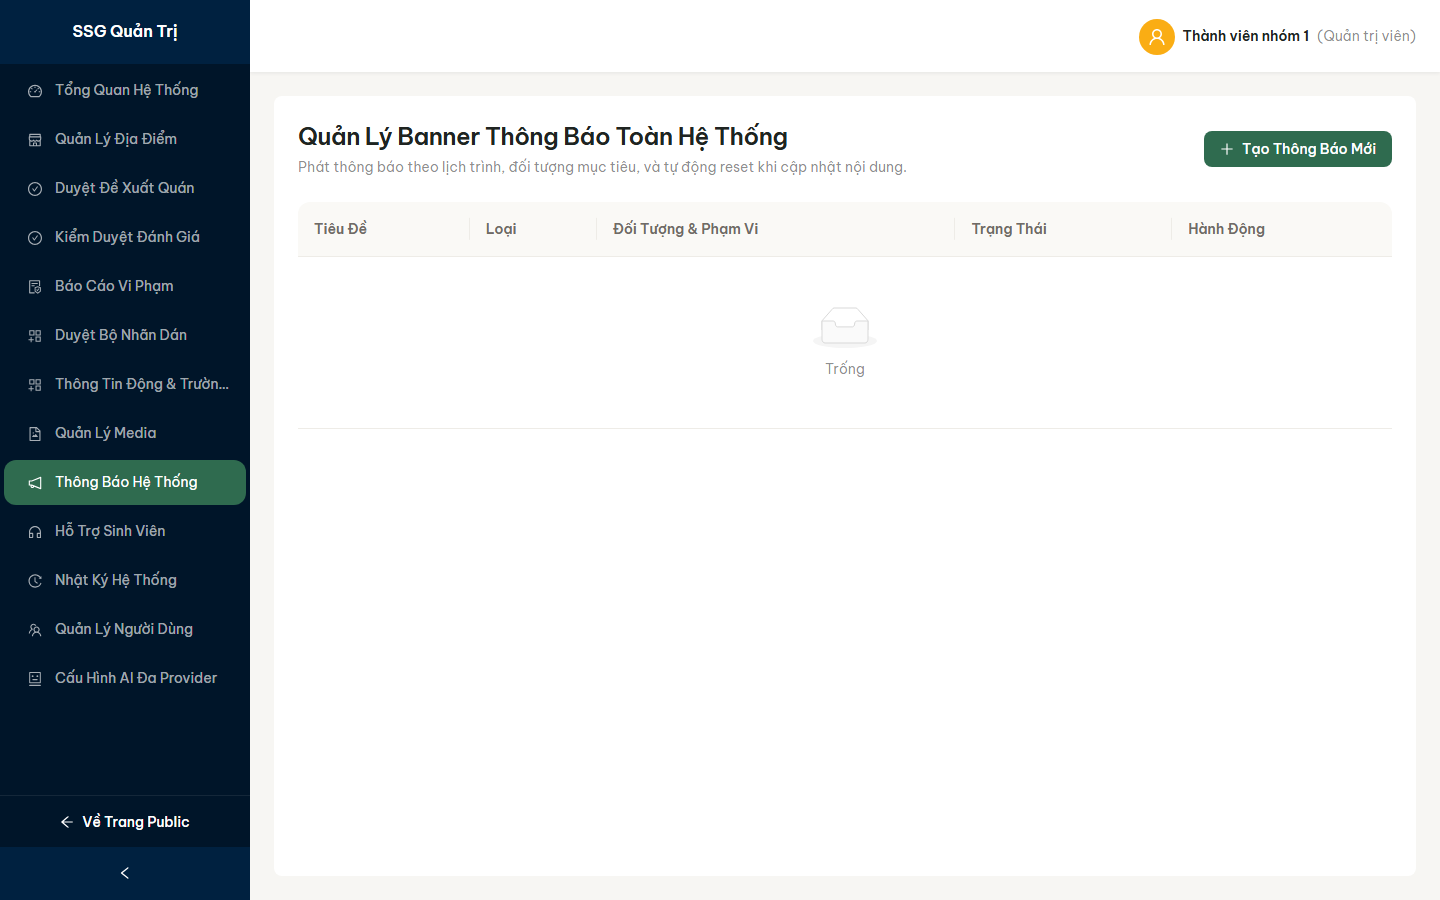 SSG Quản Trị
Thành viên nhóm 1 (Quản trị viên)
Tổng Quan Hệ Thống
Quản Lý Địa Điểm
Duyệt Đề Xuất Quán
Kiểm Duyệt Đánh Giá
Báo Cáo Vi Phạm
Duyệt Bộ Nhãn Dán
Thông Tin Động & Trườn...
Quản Lý Media
Thông Báo Hệ Thống
Hỗ Trợ Sinh Viên
Nhật Ký Hệ Thống
Quản Lý Người Dùng
Cấu Hình AI Đa Provider
Về Trang Public
Quản Lý Banner Thông Báo Toàn Hệ Thống
Phát thông báo theo lịch trình, đối tượng mục tiêu, và tự động reset khi cập nhật nội dung.
Tạo Thông Báo Mới
Tiêu Đề Loại Đối Tượng & Phạm Vi Trạng Thái Hành Động
Trống